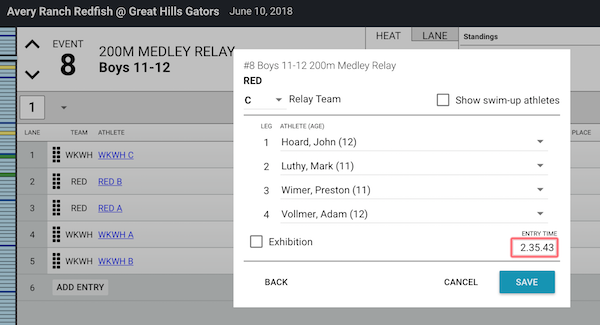 Avery Ranch Redfish @ Great Hills Gators June 10, 2018
EVENT
8
200M MEDLEY RELAY
Boys 11-12
HEAT LANE Standings
1
LANE TEAM ATHLETE PLACE
1 WKWH WKWH C
2 RED RED B
3 RED RED A
4 WKWH WKWH A
5 WKWH WKWH B
6 ADD ENTRY
#8 Boys 11-12 200m Medley Relay
RED
C Relay Team Show swim-up athletes
LEG ATHLETE (AGE)
1 Hoard, John (12)
2 Luthy, Mark (11)
3 Wimer, Preston (11)
4 Vollmer, Adam (12)
Exhibition ENTRY TIME
2.35.43
BACK CANCEL SAVE